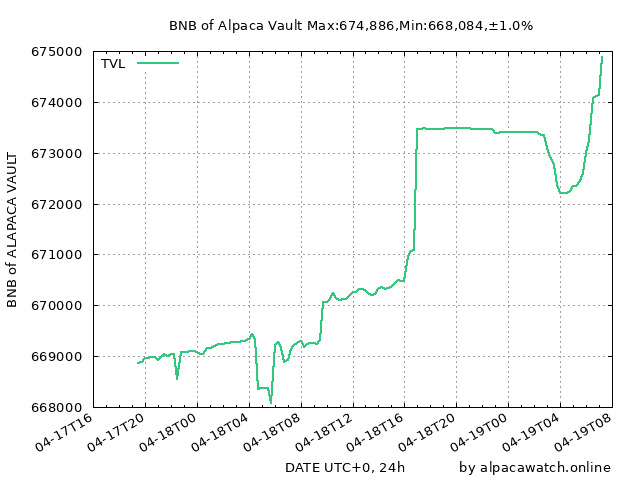 BNB of Alpaca Vault Max:674,886,Min:668,084,±1.0%
TVL
675000
674000
673000
672000
671000
670000
669000
668000
BNB of ALAPACA VAULT
04-17T16
04-17T20
04-18T00
04-18T04
04-18T08
04-18T12
04-18T16
04-18T20
04-19T00
04-19T04
04-19T08
DATE UTC+0, 24h
by alpacawatch.online